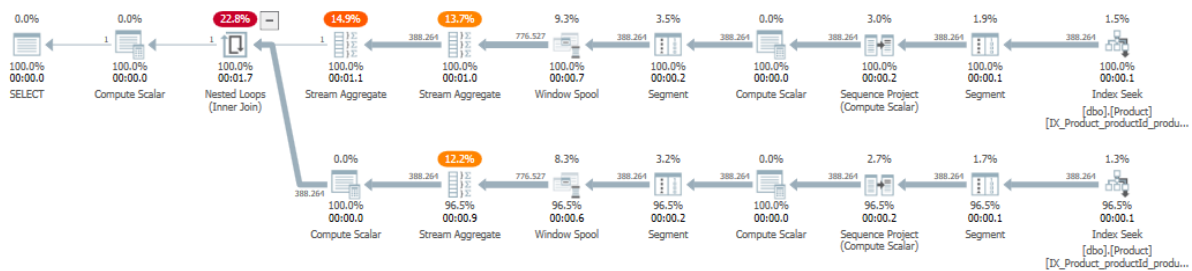 0.0% 0.0% 22.8% 14.9% 13.7% 9.3% 3.5% 0.0% 3.0% 1.9% 1.5%
1 1 1 388.264 776.527 388.264 388.264 388.264 388.264 388.264
100.0% 100.0% 100.0% 100.0% 100.0% 100.0% 100.0% 100.0% 100.0% 100.0% 100.0%
00:00.0 00:00.0 00:01.7 00:01.1 00:01.0 00:00.7 00:00.2 00:00.0 00:00.2 00:00.1 00:00.1
SELECT Compute Scalar Nested Loops Stream Aggregate Stream Aggregate Window Spool Segment Compute Scalar Sequence Project Segment Index Seek
(Inner Join) (Compute Scalar) [dbo].[Product]
[IX_Product_productId_produ...
0.0% 12.2% 8.3% 3.2% 0.0% 2.7% 1.7% 1.3%
388.264 388.264 776.527 388.264 388.264 388.264 388.264 388.264
100.0% 96.5% 96.5% 96.5% 100.0% 96.5% 96.5% 96.5%
00:00.0 00:00.9 00:00.6 00:00.2 00:00.0 00:00.2 00:00.1 00:00.1
Compute Scalar Stream Aggregate Window Spool Segment Compute Scalar Sequence Project Segment Index Seek
(Compute Scalar) [dbo].[Product]
[IX_Product_productId_produ...